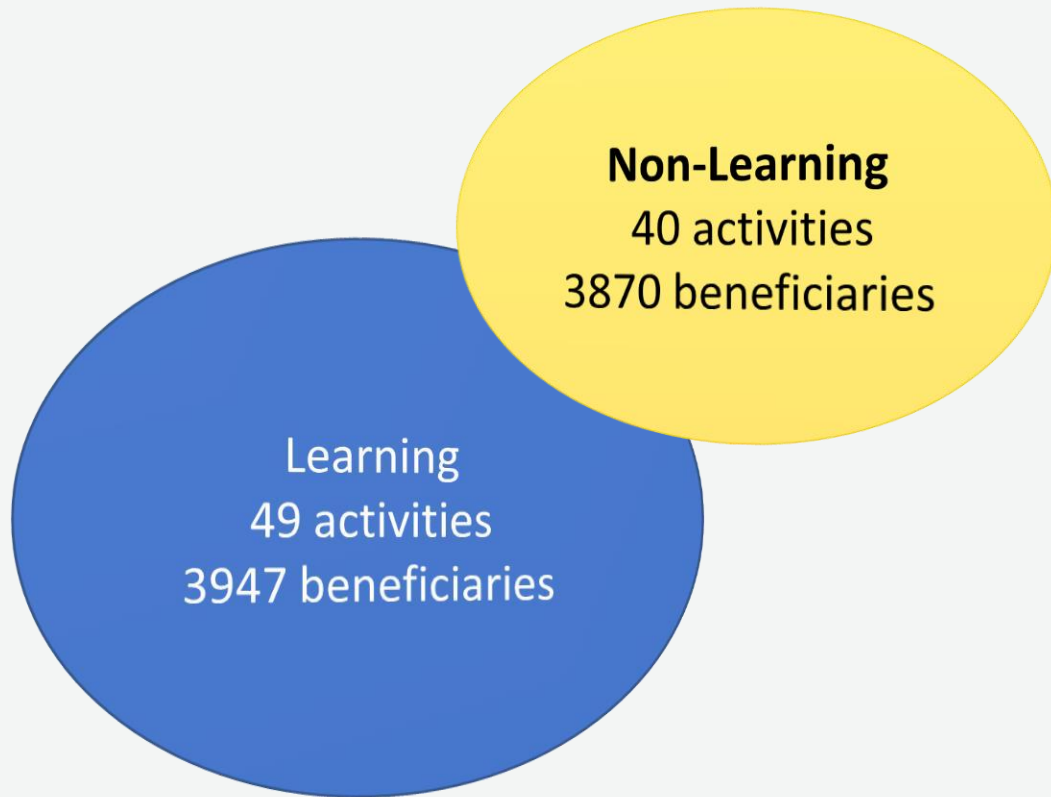 Non-Learning
40 activities
3870 beneficiaries
Learning
49 activities
3947 beneficiaries